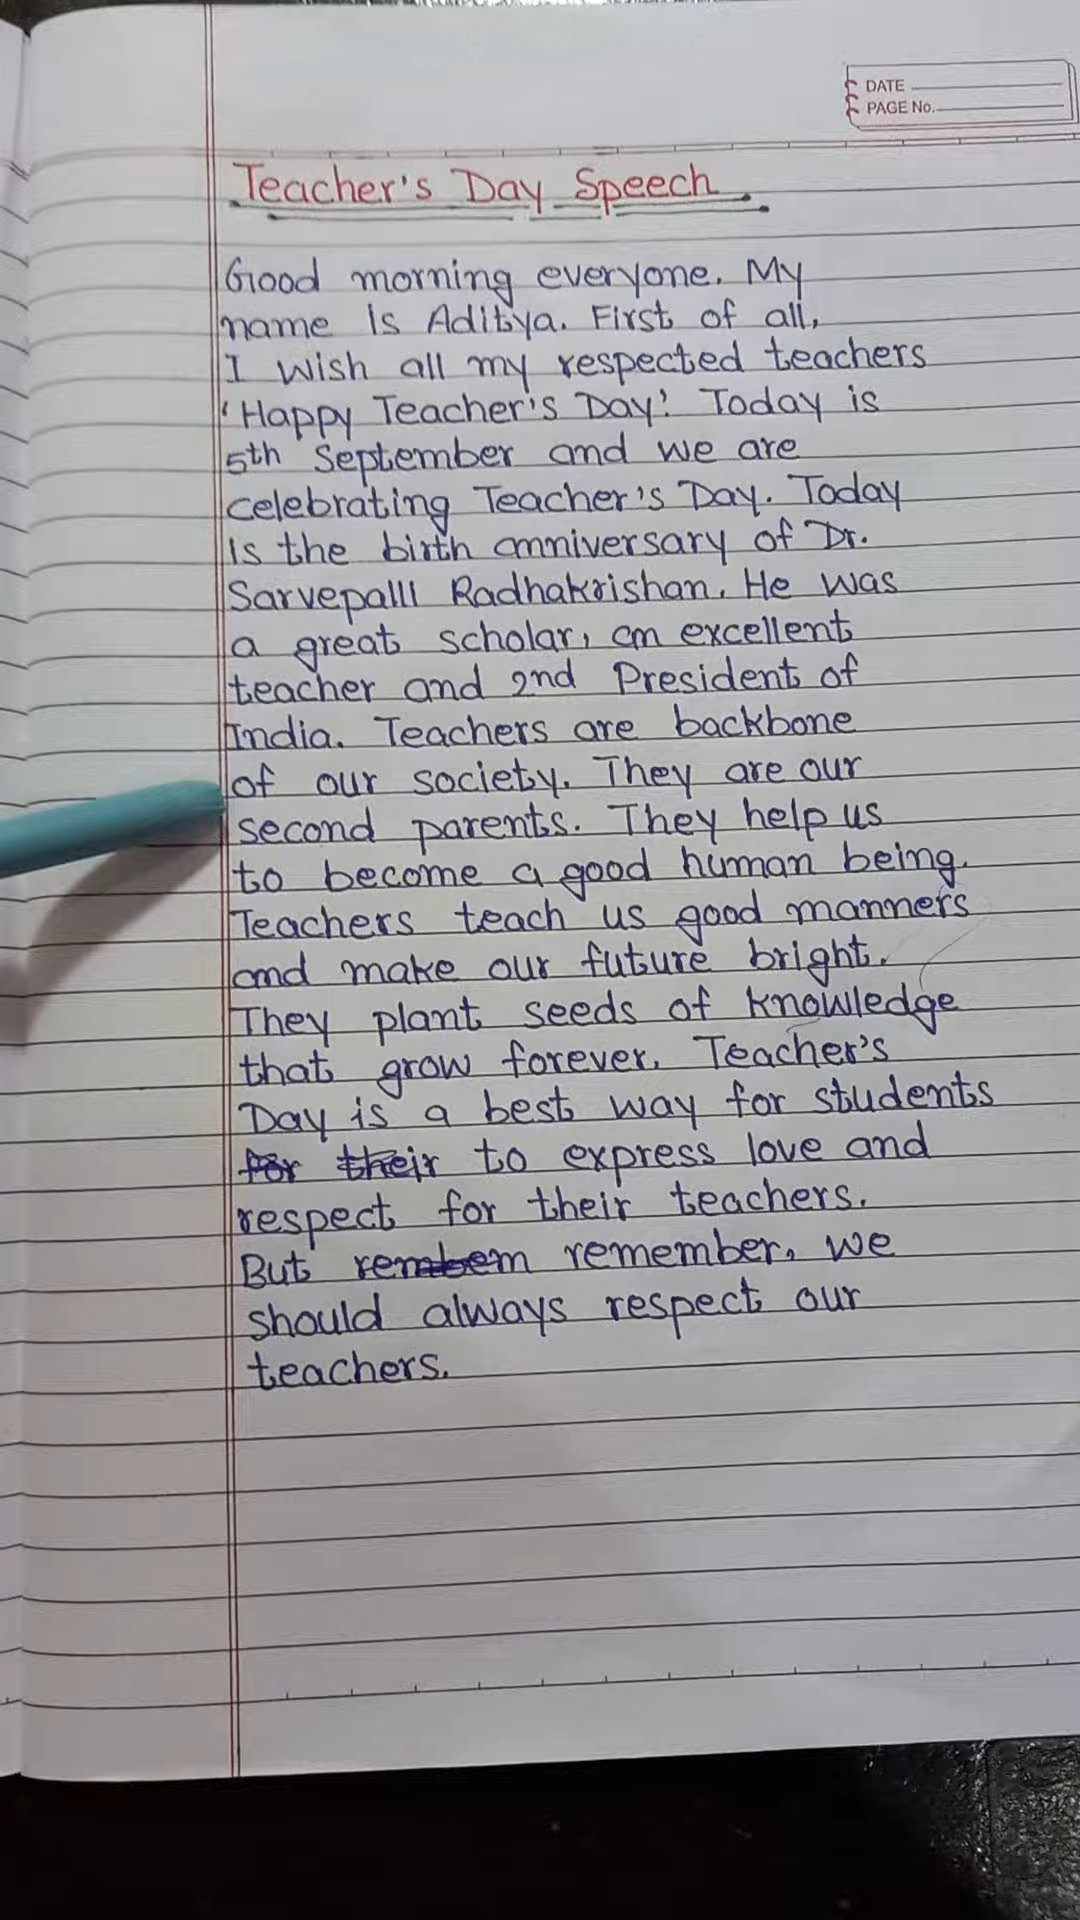 DATE
PAGE No.
Teacher's Day Speech
Good morning everyone. My
name is Aditya. First of all,
I wish all my respected teachers
'Happy Teacher's Day'. Today is
5th September and we are
celebrating Teacher's Day. Today
is the birth anniversary of Dr.
Sarvepalli Radhakrishan. He was
a great scholar, an excellent
teacher and 2nd President of
India. Teachers are backbone
of our society. They are our
second parents. They help us
to become a good human being.
Teachers teach us good manners
and make our future bright.
They plant seeds of knowledge
that grow forever. Teacher's
Day is a best way for students
for their to express love and
respect for their teachers.
But remem remember, we
should always respect our
teachers.